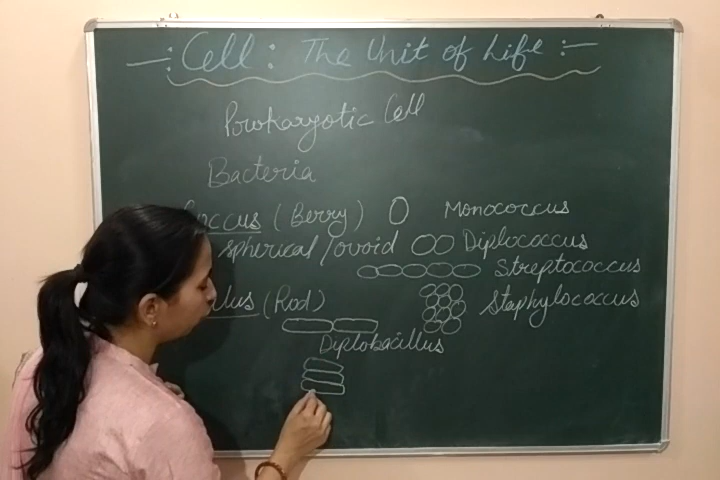 -: Cell: The Unit of Life :-
Prokaryotic Cell
Bacteria
(Berry) Monococcus
spherical/ovoid Diplococcus
Streptococcus
(Rod) Staphylococcus
Diplobacillus